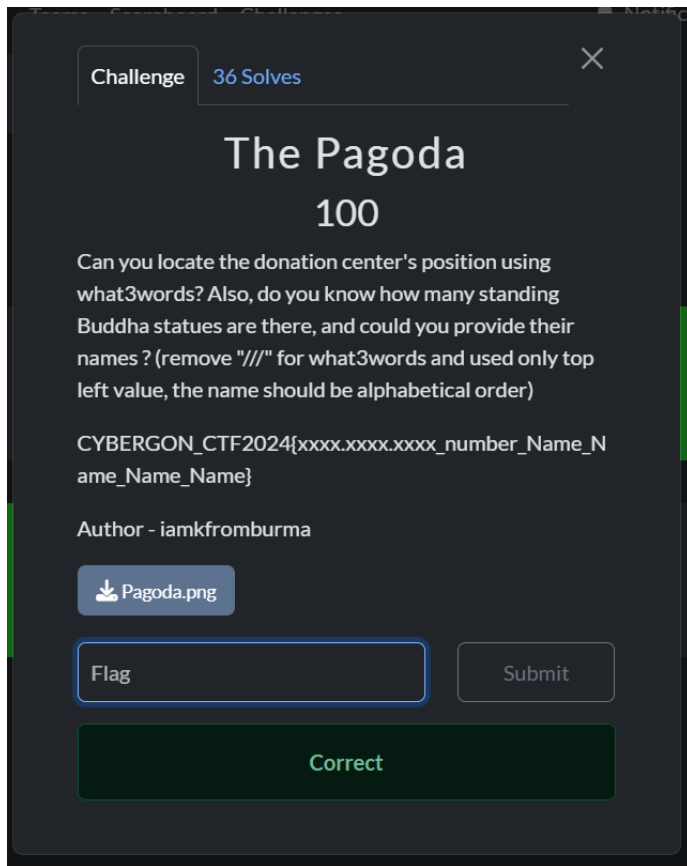 Challenge
36 Solves
The Pagoda
100
Can you locate the donation center's position using
what3words? Also, do you know how many standing
Buddha statues are there, and could you provide their
names ? (remove "///" for what3words and used only top
left value, the name should be alphabetical order)
CYBERGON_CTF2024{xxxx.xxxx.xxxx_number_Name_N
ame_Name_Name}
Author - iamkfromburma
Pagoda.png
Flag
Submit
Correct